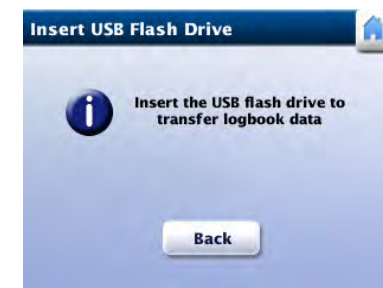 Insert USB Flash Drive
Insert the USB flash drive to
transfer logbook data
Back